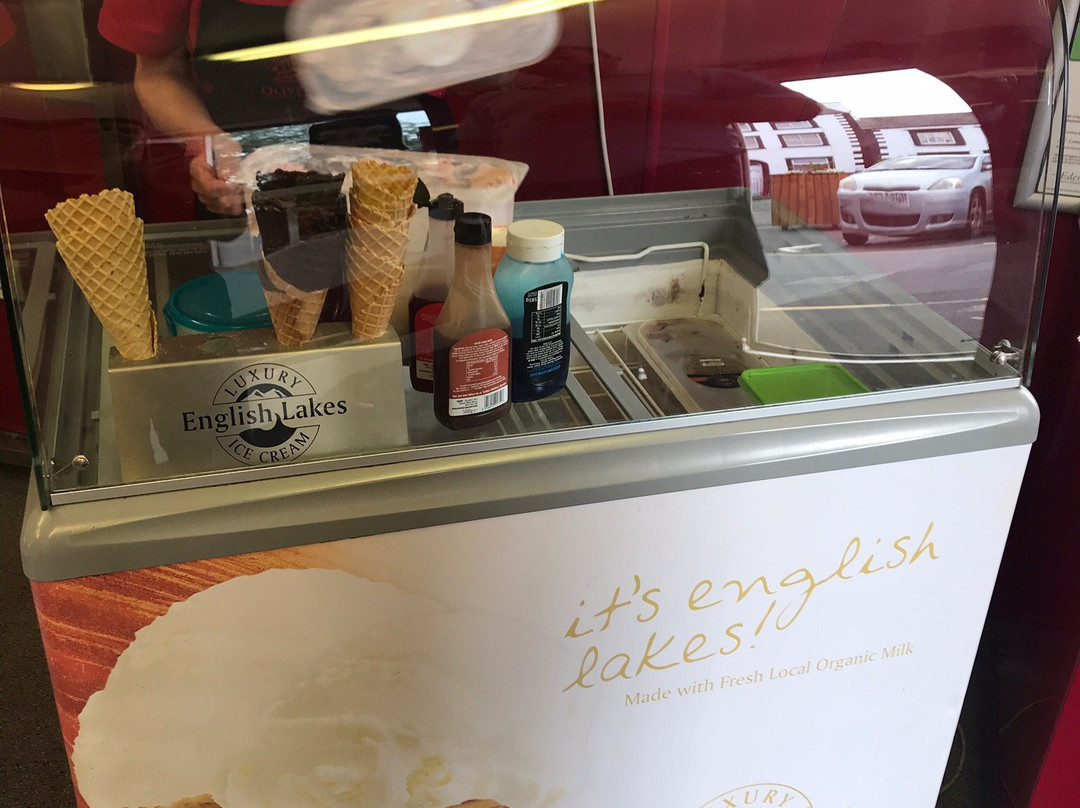 LUXURY
English Lakes
ICE CREAM
it's english
lakes!
Made with Fresh Local Organic Milk